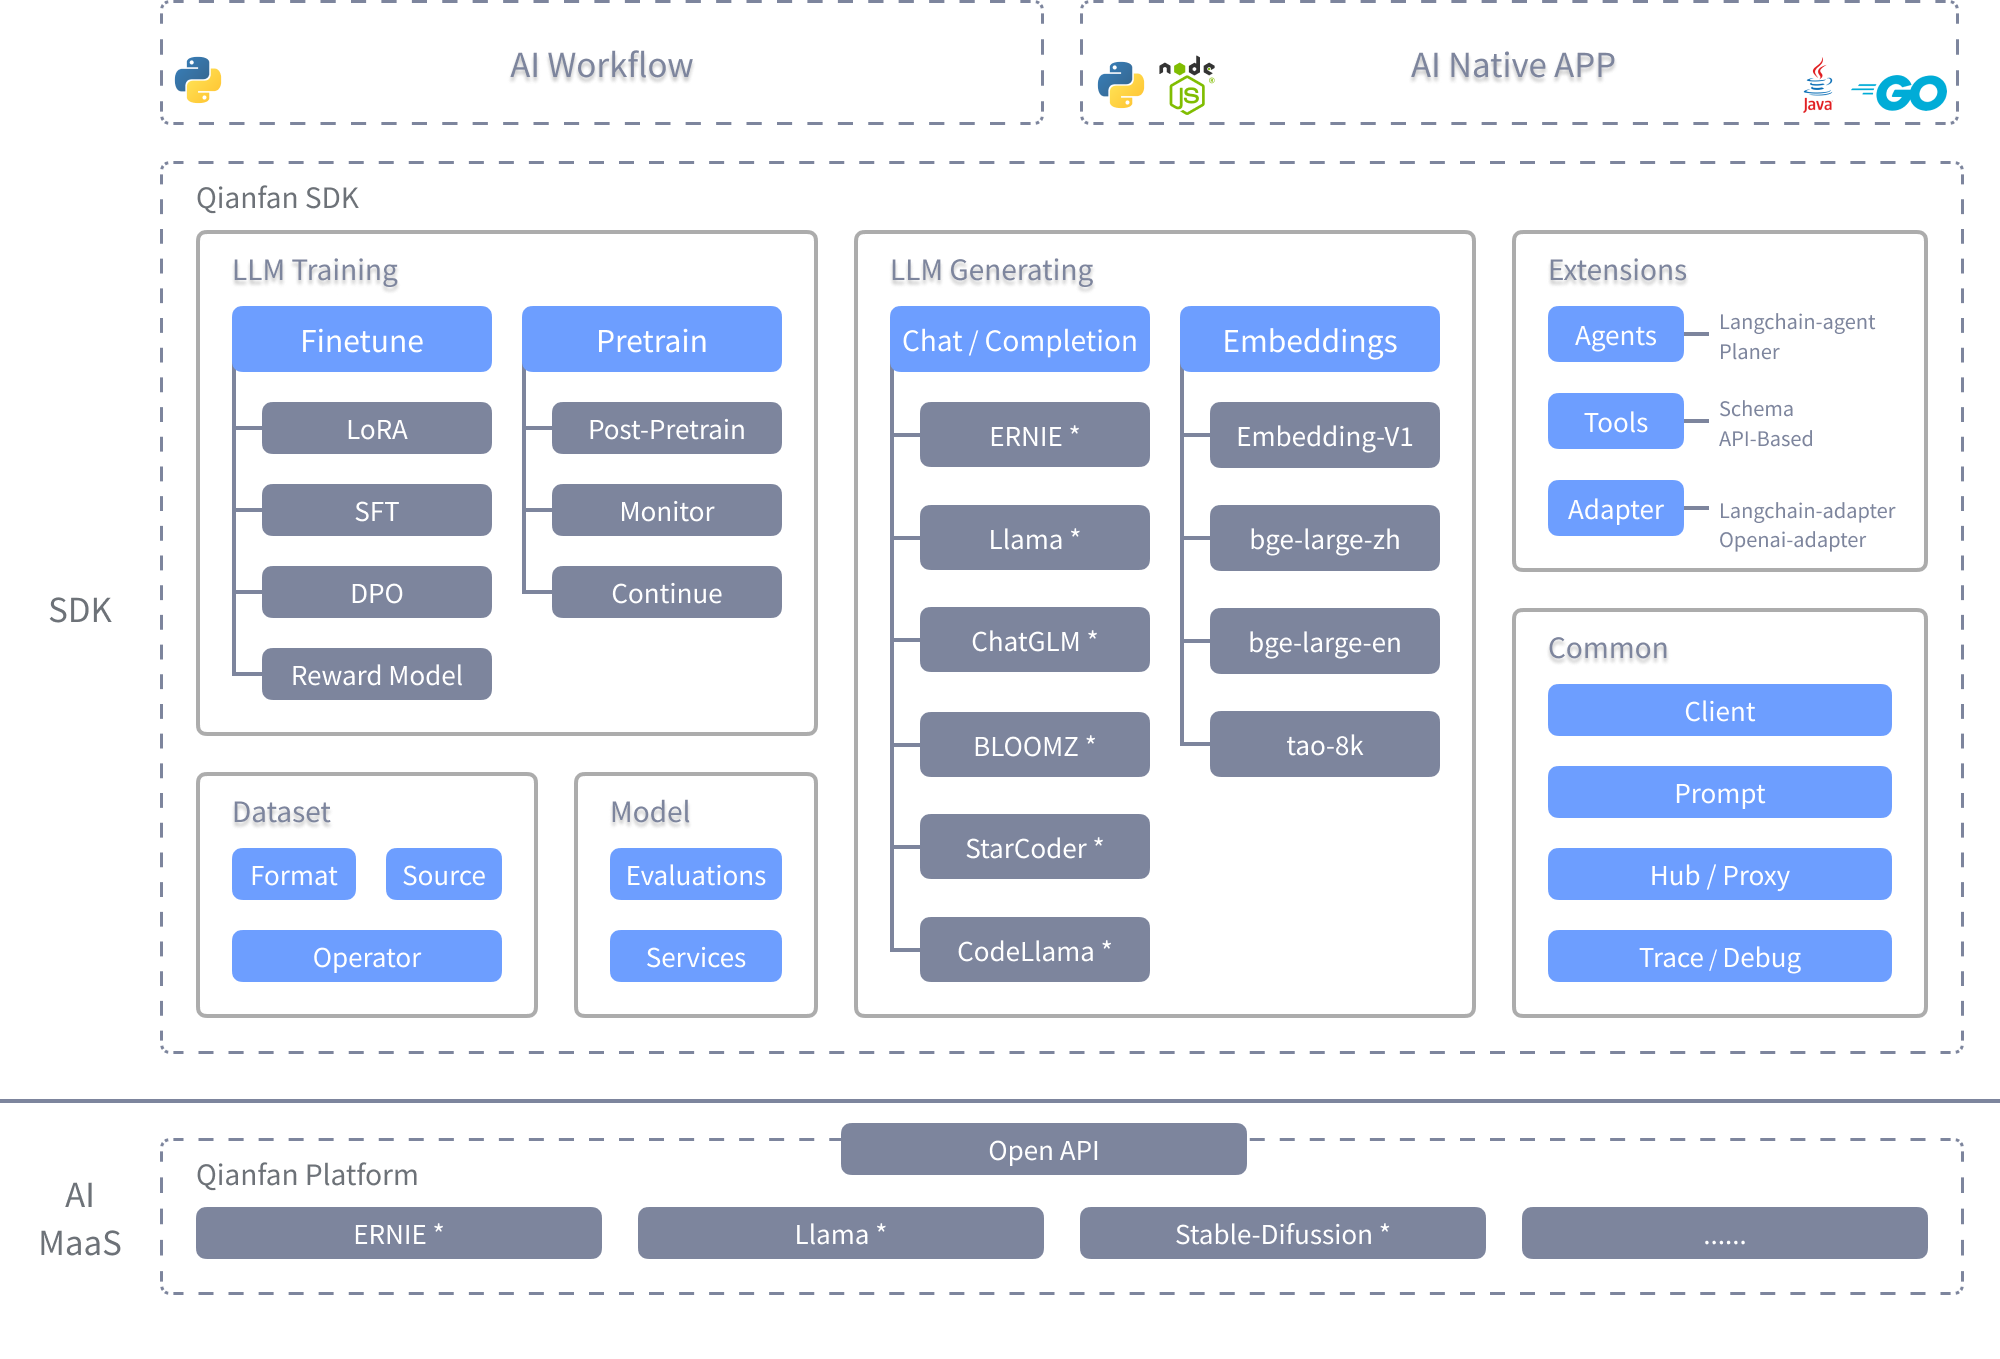 AI Workflow
node
JS
AI Native APP
Java
GO
SDK
Qianfan SDK
LLM Training
Finetune
LoRA
SFT
DPO
Reward Model
Pretrain
Post-Pretrain
Monitor
Continue
Dataset
Format
Source
Operator
Model
Evaluations
Services
LLM Generating
Chat / Completion
ERNIE *
Llama *
ChatGLM *
BLOOMZ *
StarCoder *
CodeLlama *
Embeddings
Embedding-V1
bge-large-zh
bge-large-en
tao-8k
Extensions
Agents
Langchain-agent
Planer
Tools
Schema
API-Based
Adapter
Langchain-adapter
Openai-adapter
Common
Client
Prompt
Hub / Proxy
Trace / Debug
AI
MaaS
Open API
Qianfan Platform
ERNIE *
Llama *
Stable-Difussion *
......